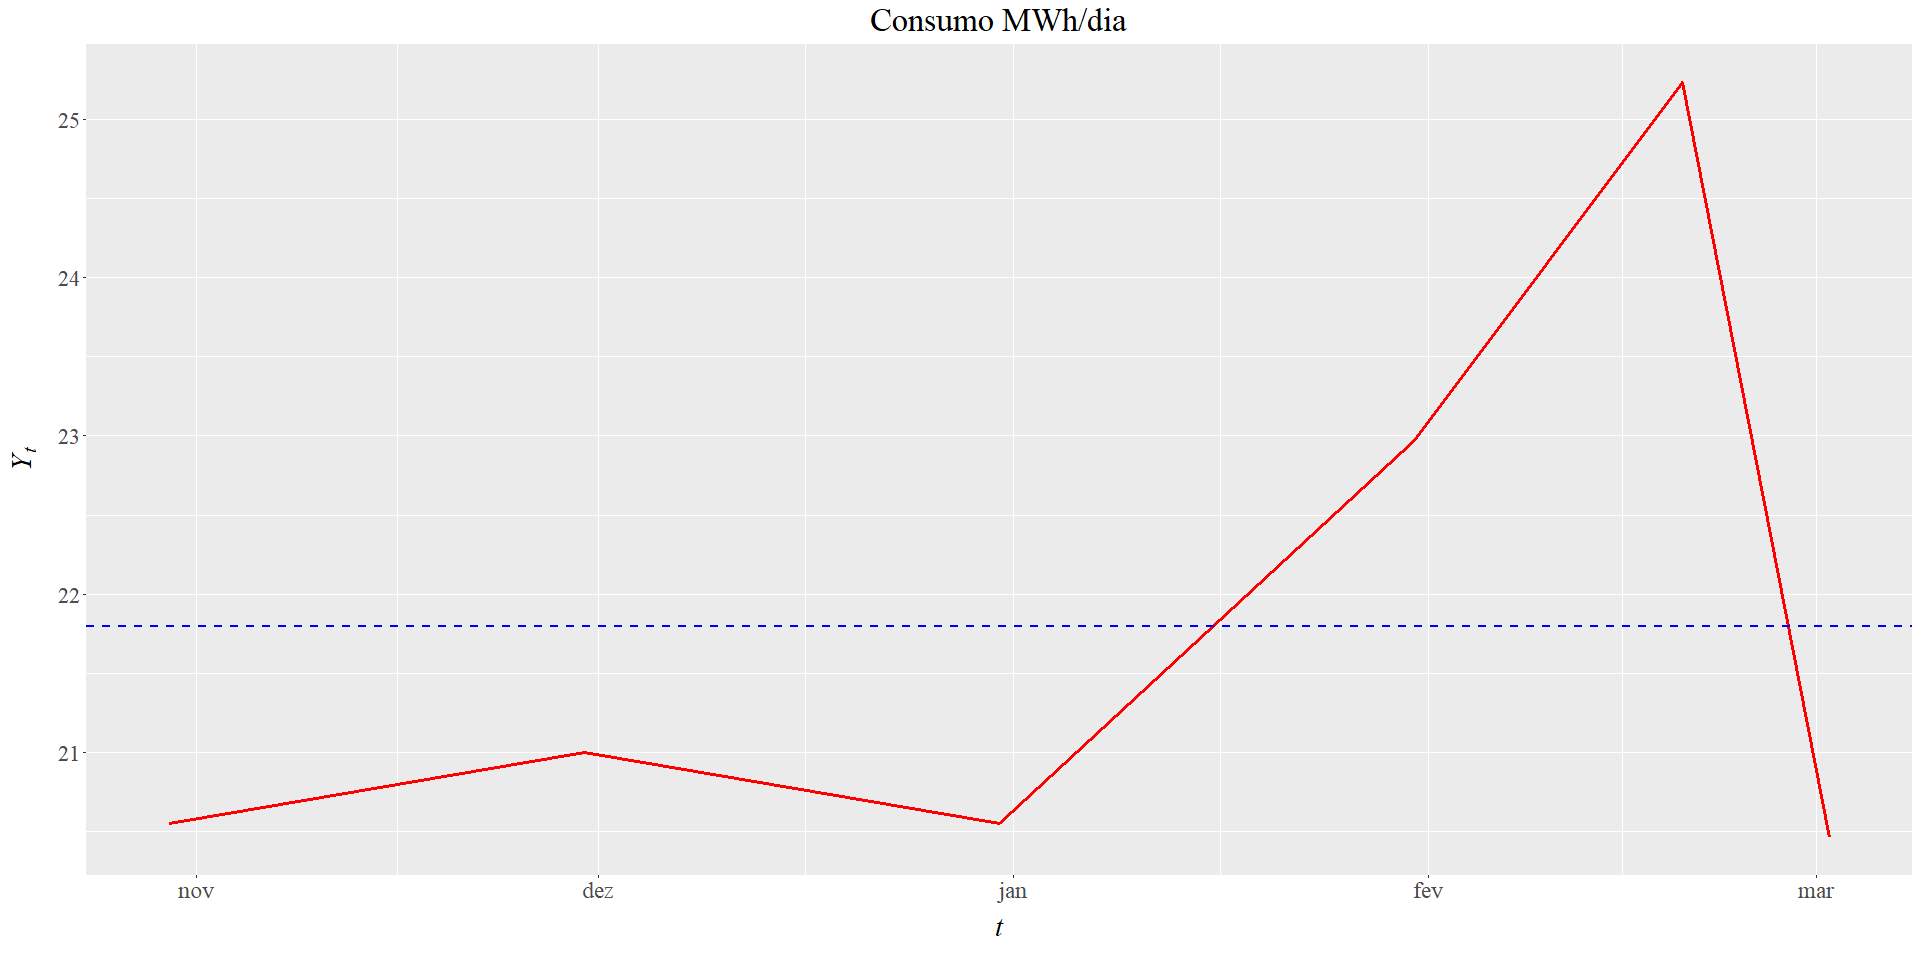 Consumo MWh/dia
25
24
23
22
21
Y_t
nov dez jan fev mar
t